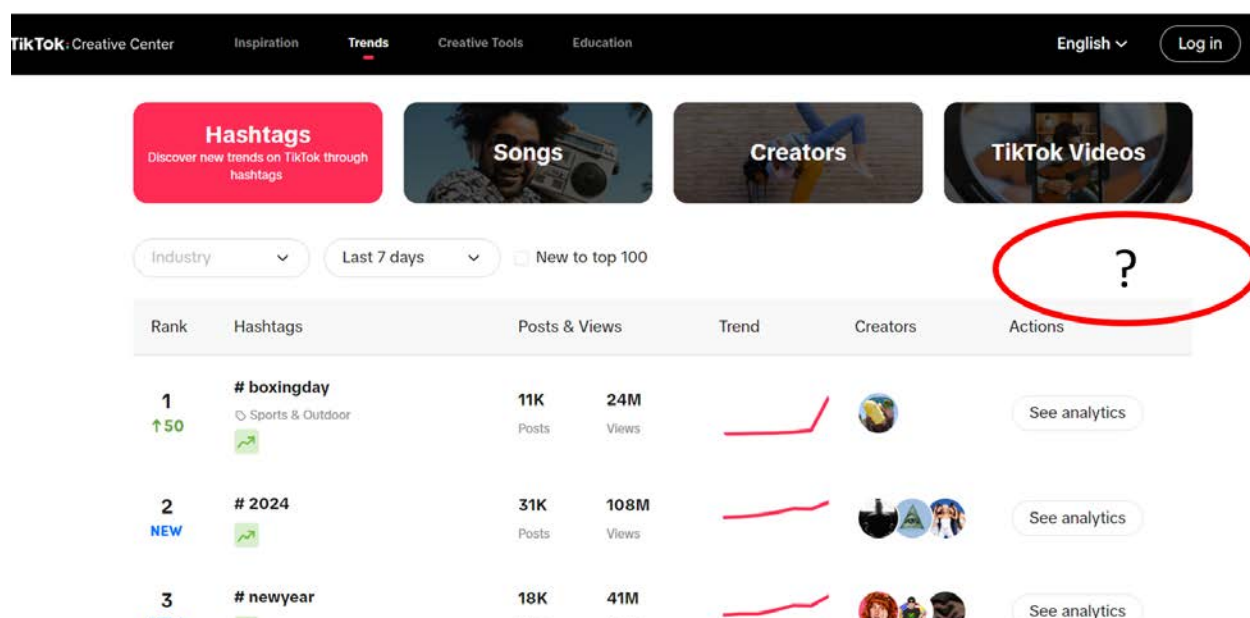 TikTok: Creative Center Inspiration Trends Creative Tools Education English Log in
Hashtags
Discover new trends on TikTok through
hashtags
Songs
Creators
TikTok Videos
Industry Last 7 days New to top 100
?
Rank Hashtags Posts & Views Trend Creators Actions
1 # boxingday 11K 24M See analytics
↑50 Sports & Outdoor Posts Views
2 # 2024 31K 108M See analytics
NEW Posts Views
3 # newyear 18K 41M See analytics